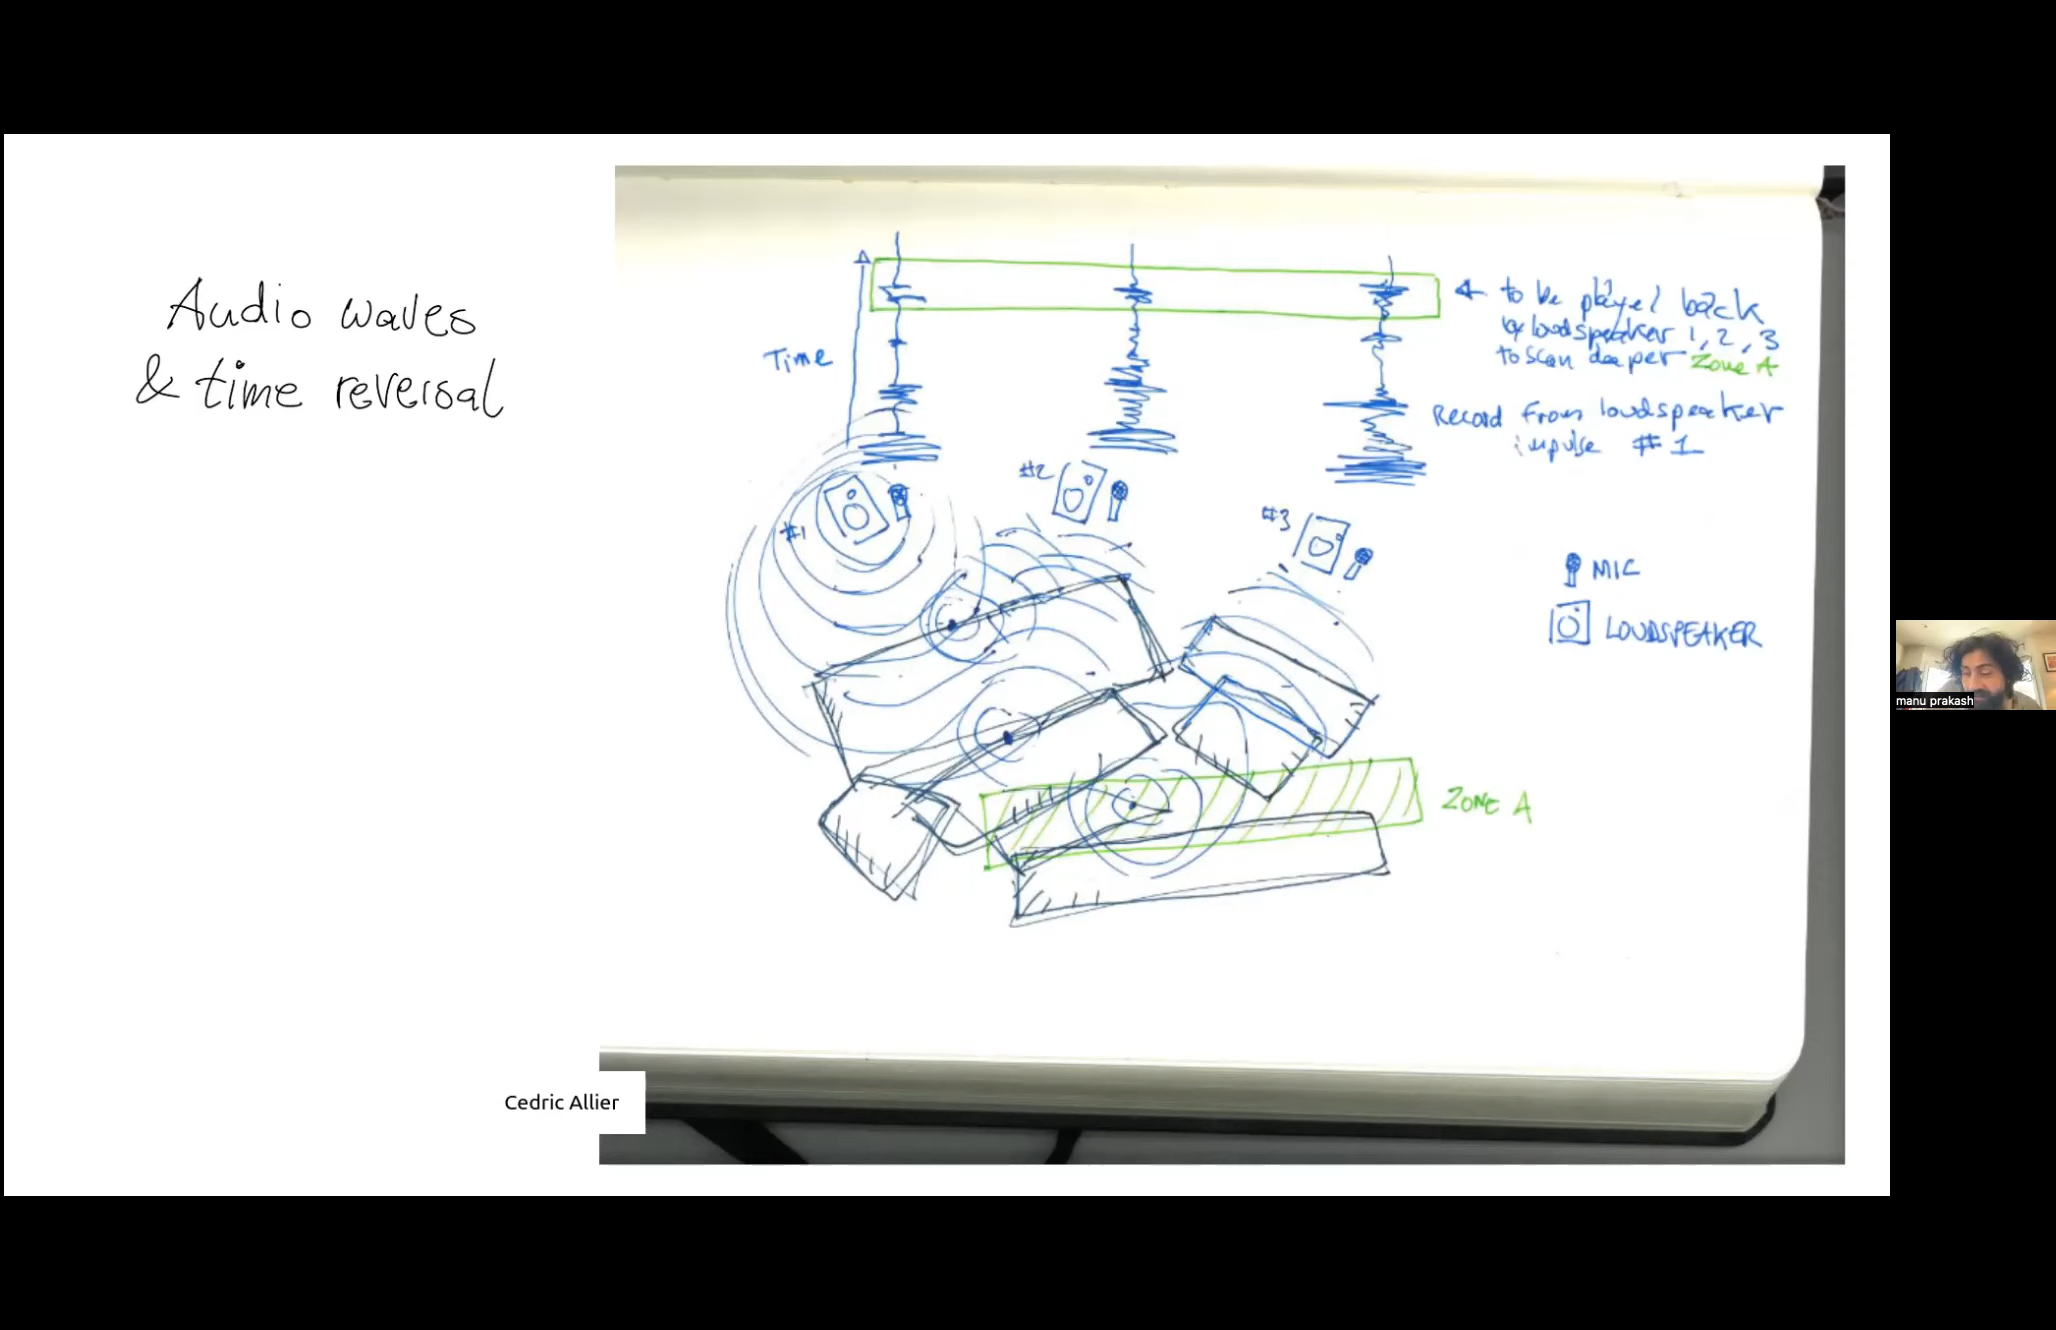 Audio waves
& time reversal
Time
to be played back
by loudspeaker 1, 2, 3
to scan deeper Zone A
Record from loudspeaker
impulse # 1
#1
#2
#3
MIC
LOUDSPEAKER
ZONE A
Cedric Allier
manu prakash